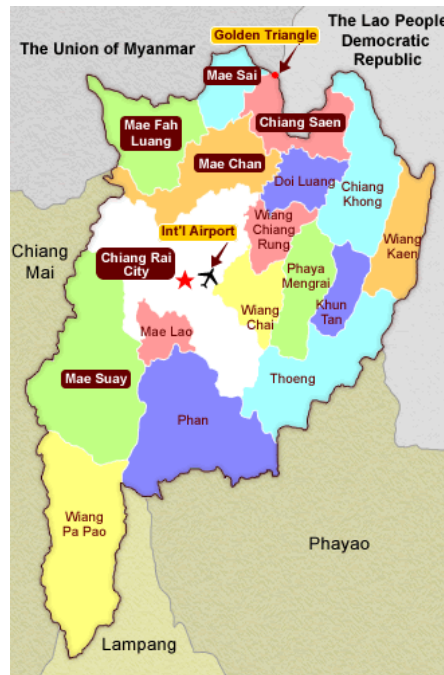 The Union of Myanmar
The Lao People
Democratic
Republic
Golden Triangle
Mae Sai
Mae Fah
Luang
Chiang Saen
Mae Chan
Doi Luang
Chiang
Khong
Chiang
Mai
Int'l Airport
Wiang
Chiang
Rung
Wiang
Kaen
Chiang Rai
City
Phaya
Mengrai
Khun
Tan
Wiang
Chai
Mae Lao
Mae Suay
Thoeng
Phan
Wiang
Pa Pao
Phayao
Lampang